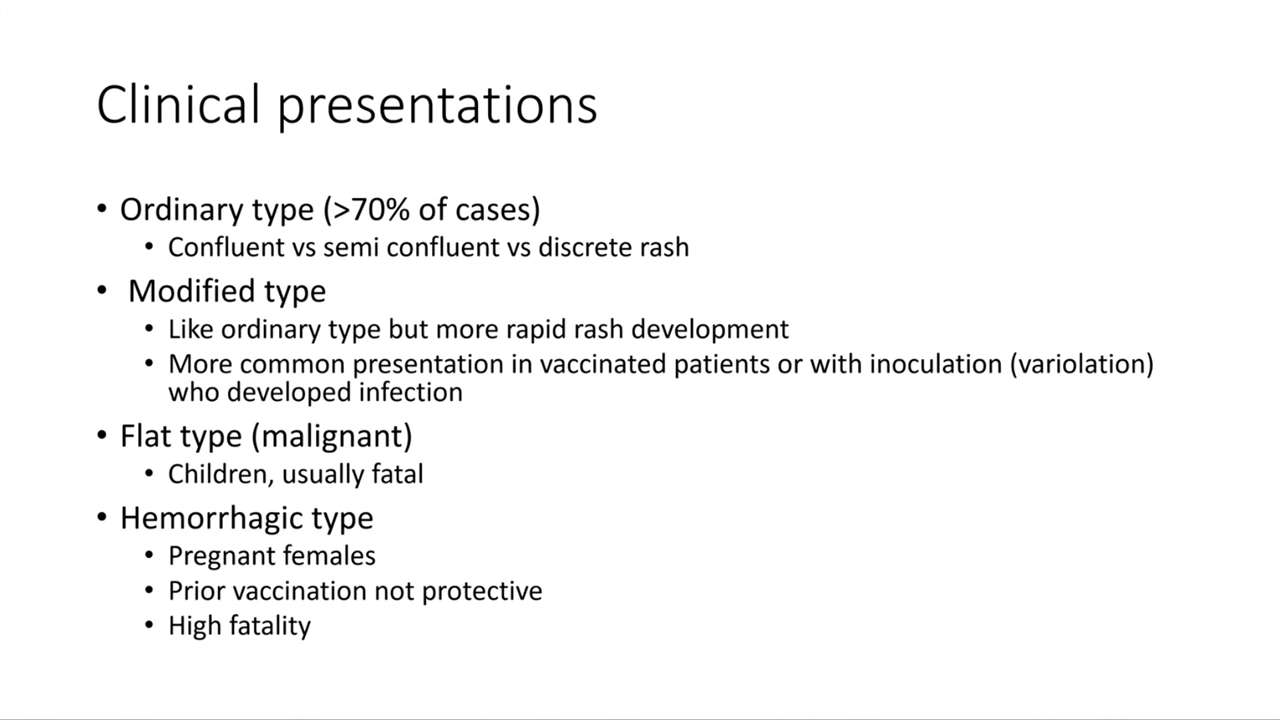 Clinical presentations
• Ordinary type (>70% of cases)
• Confluent vs semi confluent vs discrete rash
• Modified type
• Like ordinary type but more rapid rash development
• More common presentation in vaccinated patients or with inoculation (variolation)
who developed infection
• Flat type (malignant)
• Children, usually fatal
• Hemorrhagic type
• Pregnant females
• Prior vaccination not protective
• High fatality